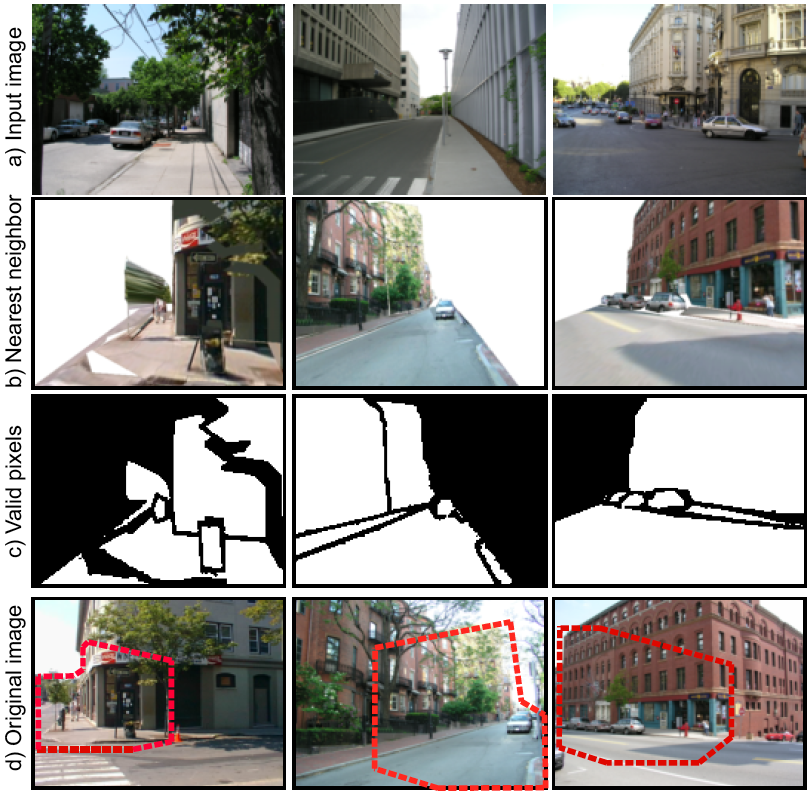 a) Input image
b) Nearest neighbor
c) Valid pixels
d) Original image